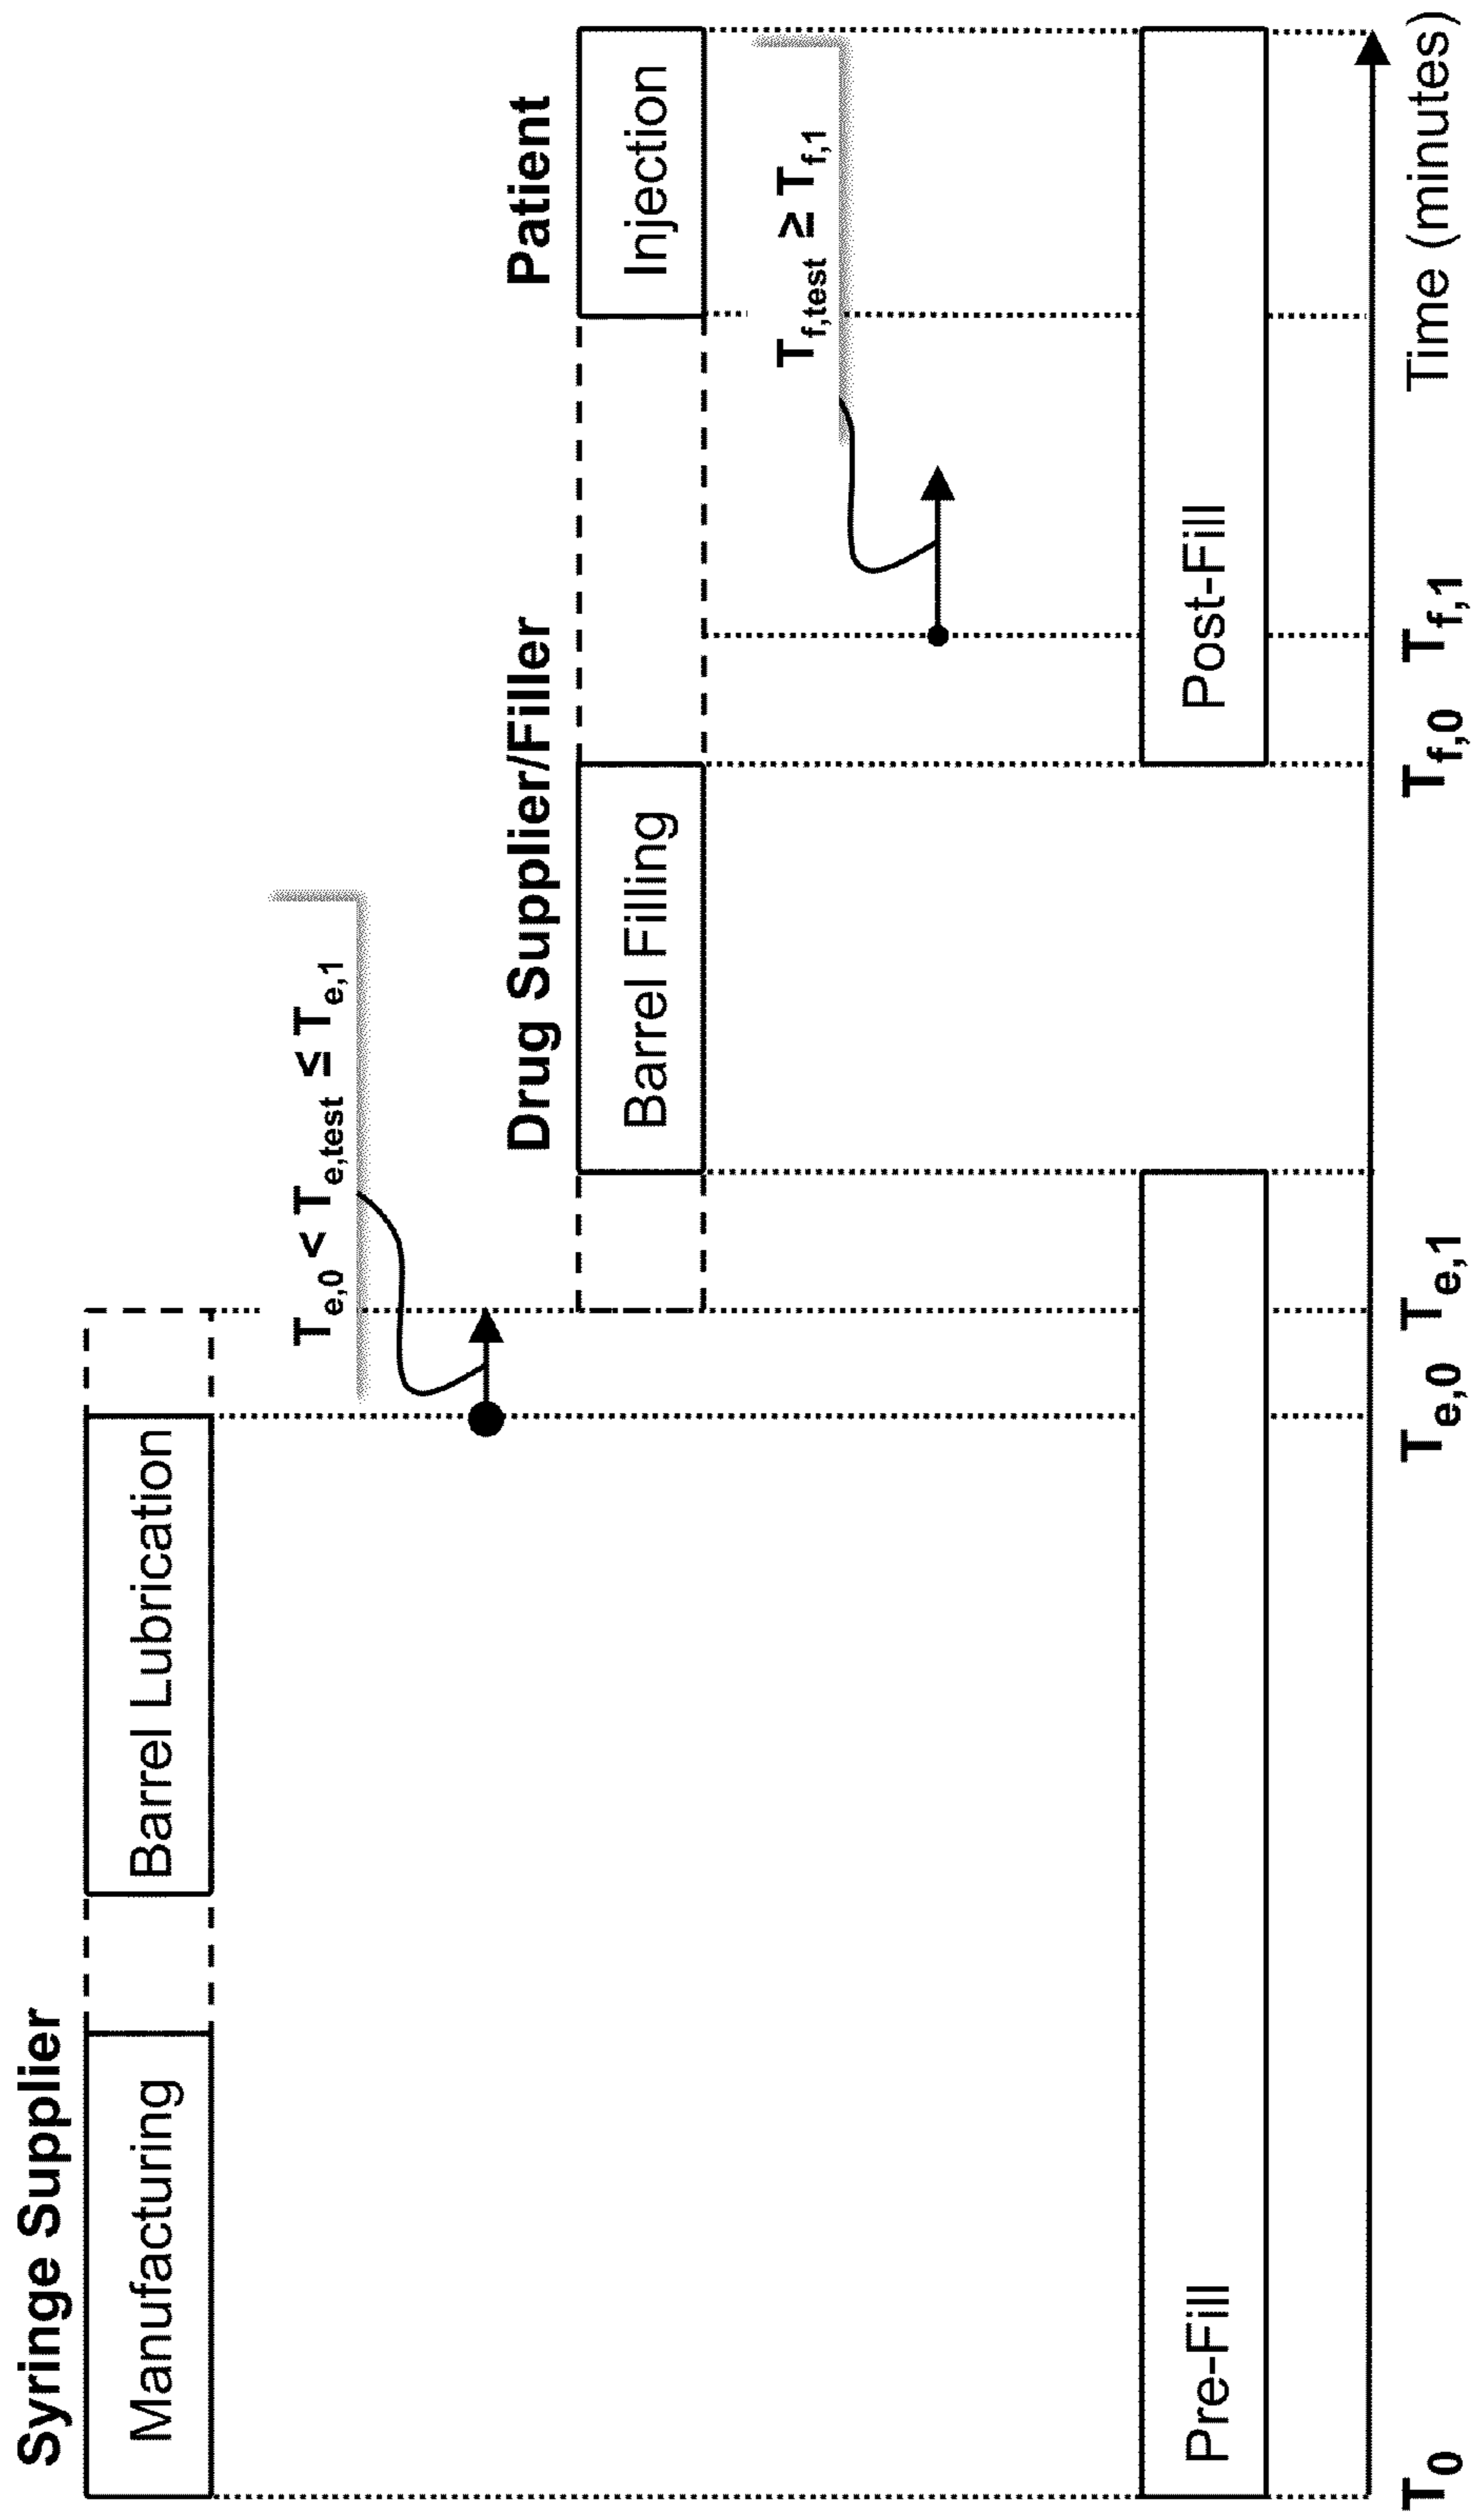 Syringe Supplier
Manufacturing
Barrel Lubrication
Te,0 < Te,test ≤ Te,1
Drug Supplier/Filler
Patient
Barrel Filling
Injection
Tf,test ≥ Tf,1
Pre-Fill
Post-Fill
T0
Te,0
Te,1
Tf,0
Tf,1
Time (minutes)